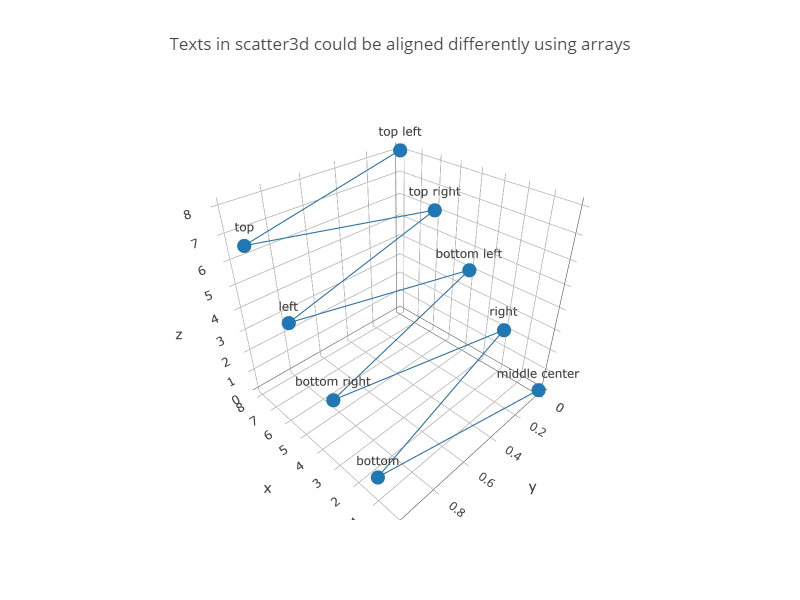 Texts in scatter3d could be aligned differently using arrays
top left
top right
top
bottom left
left
right
bottom right
middle center
bottom
8
7
6
5
4
3
2
1
0
z
8
7
6
5
4
3
2
x
0
0.2
0.4
0.6
0.8
y